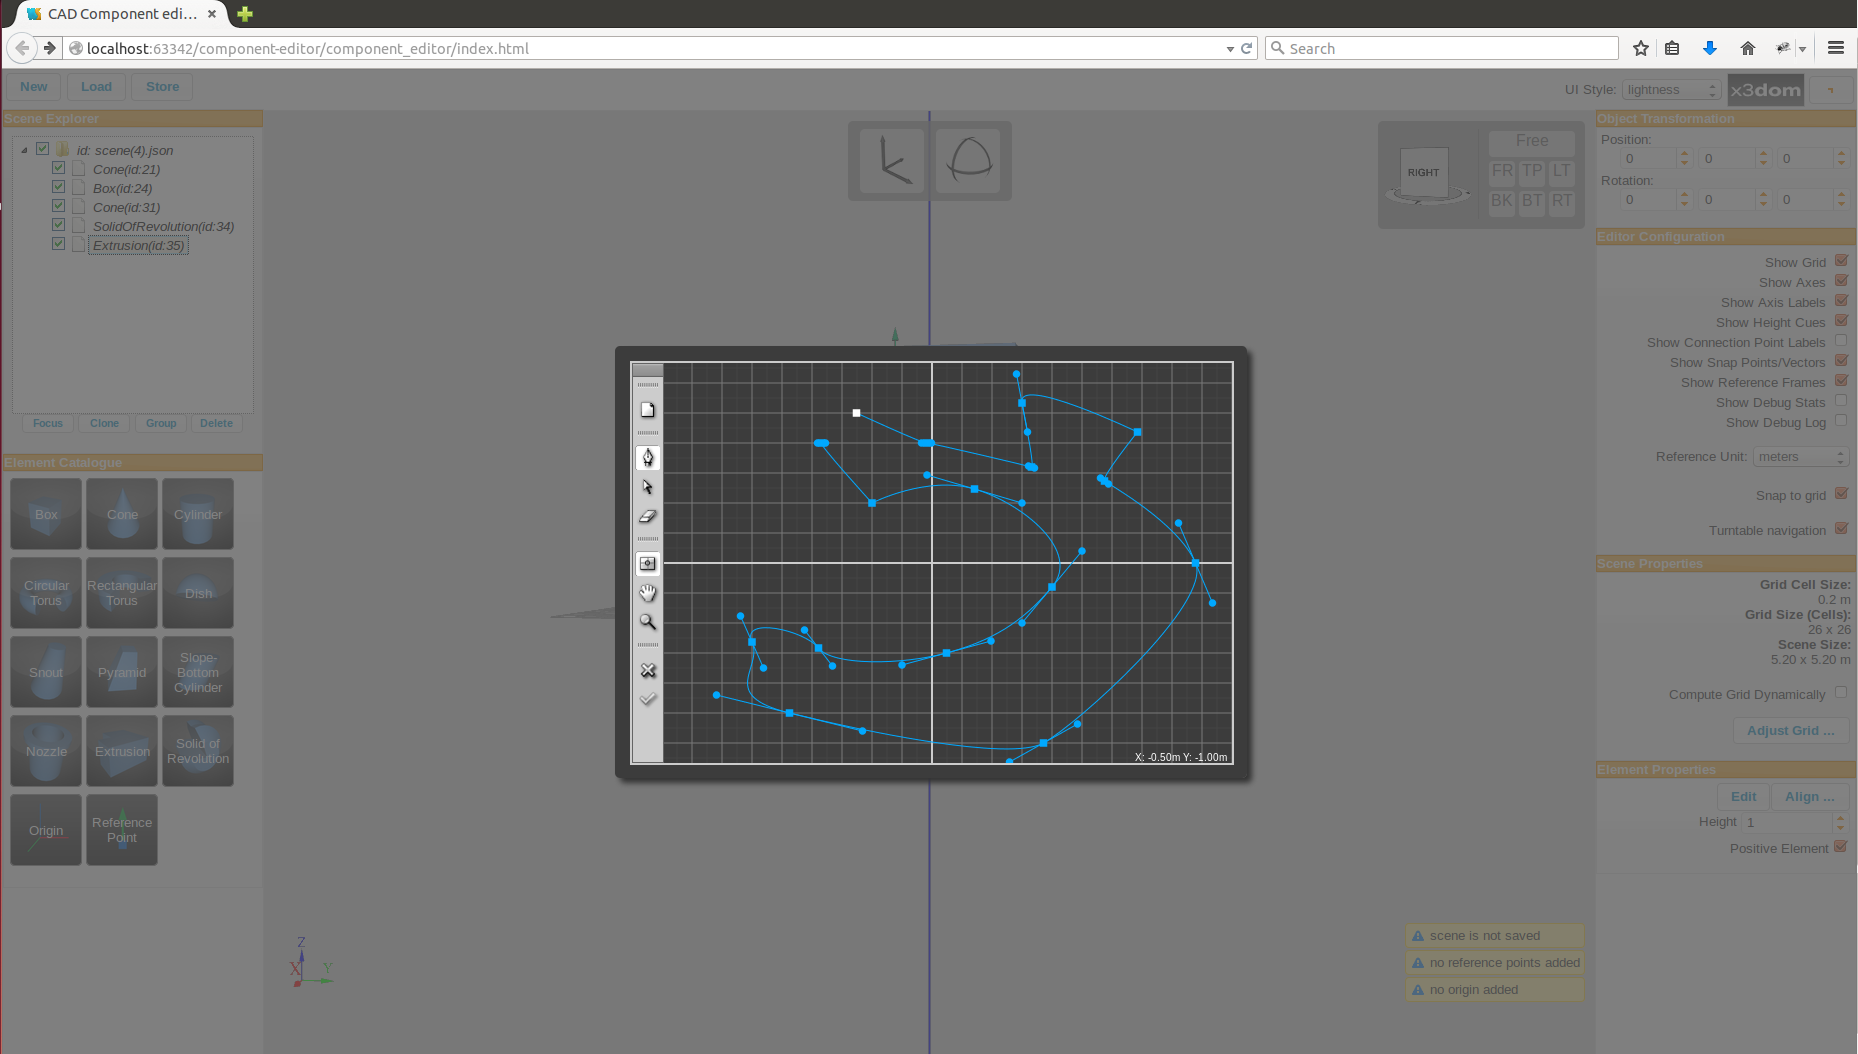 CAD Component edi...
localhost:63342/component-editor/component_editor/index.html
Search
New Load Store
UI Style: lightness x3dom
Scene Explorer
id: scene(4).json
Cone(id:21)
Box(id:24)
Cone(id:31)
SolidOfRevolution(id:34)
Extrusion(id:35)
Focus Clone Group Delete
Element Catalogue
Box Cone Cylinder
Circular Torus
Rectangular Torus
Dish
Snout Pyramid
Slope-Bottom Cylinder
Nozzle Extrusion
Solid of Revolution
Origin
Reference Point
RIGHT
Free
FR TP LT
BK BT RT
X: -0.50m Y: -1.00m
Z
X Y
Object Transformation
Position:
0 0 0
Rotation:
0 0 0
Editor Configuration
Show Grid
Show Axes
Show Axis Labels
Show Height Cues
Show Connection Point Labels
Show Snap Points/Vectors
Show Reference Frames
Show Debug Stats
Show Debug Log
Reference Unit: meters
Snap to grid
Turntable navigation
Scene Properties
Grid Cell Size:
0.2 m
Grid Size (Cells):
26 x 26
Scene Size:
5.20 x 5.20 m
Compute Grid Dynamically
Adjust Grid ...
Element Properties
Edit Align ...
Height 1
Positive Element
scene is not saved
no reference points added
no origin added